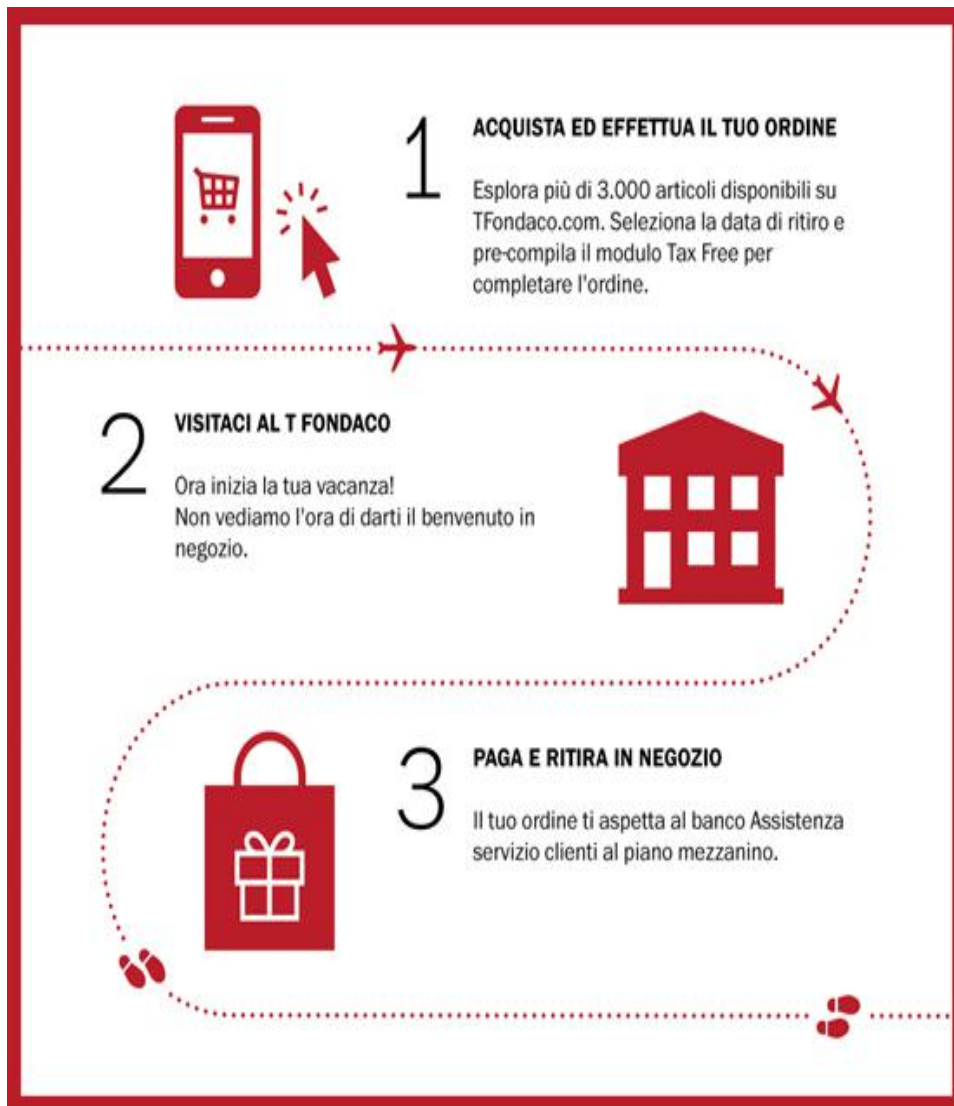 1
ACQUISTA ED EFFETTUA IL TUO ORDINE
Esplora più di 3.000 articoli disponibili su
TFondaco.com. Seleziona la data di ritiro e
pre-compila il modulo Tax Free per
completare l'ordine.
2
VISITACI AL T FONDACO
Ora inizia la tua vacanza!
Non vediamo l'ora di darti il benvenuto in
negozio.
3
PAGA E RITIRA IN NEGOZIO
Il tuo ordine ti aspetta al banco Assistenza
servizio clienti al piano mezzanino.